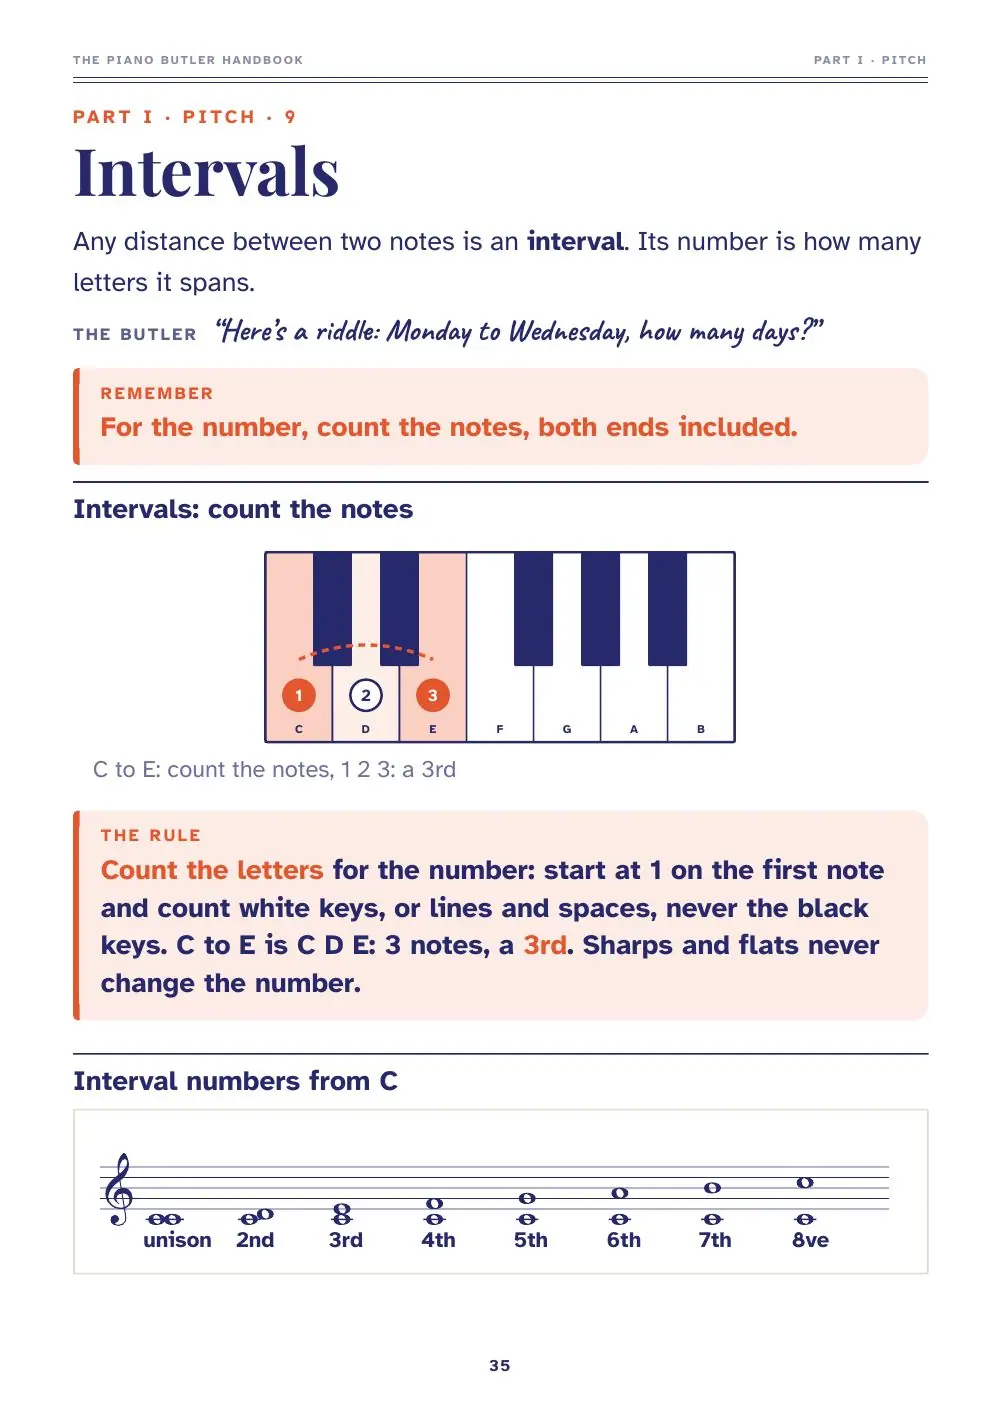 THE PIANO BUTLER HANDBOOK
PART I · PITCH
PART I · PITCH · 9
Intervals
Any distance between two notes is an interval. Its number is how many
letters it spans.
THE BUTLER “Here’s a riddle: Monday to Wednesday, how many days?”
REMEMBER
For the number, count the notes, both ends included.
Intervals: count the notes
1 2 3
C D E F G A B
C to E: count the notes, 1 2 3: a 3rd
THE RULE
Count the letters for the number: start at 1 on the first note
and count white keys, or lines and spaces, never the black
keys. C to E is C D E: 3 notes, a 3rd. Sharps and flats never
change the number.
Interval numbers from C
unison 2nd 3rd 4th 5th 6th 7th 8ve
35